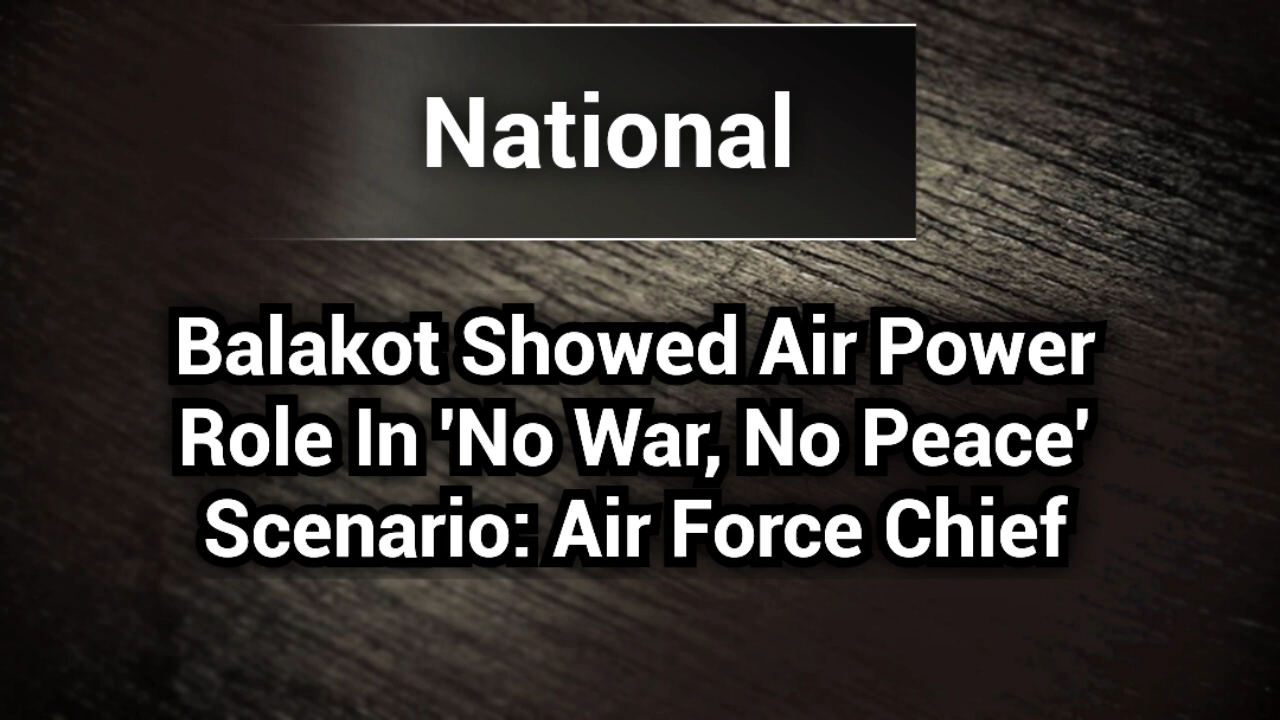 National
Balakot Showed Air Power
Role In 'No War, No Peace'
Scenario: Air Force Chief